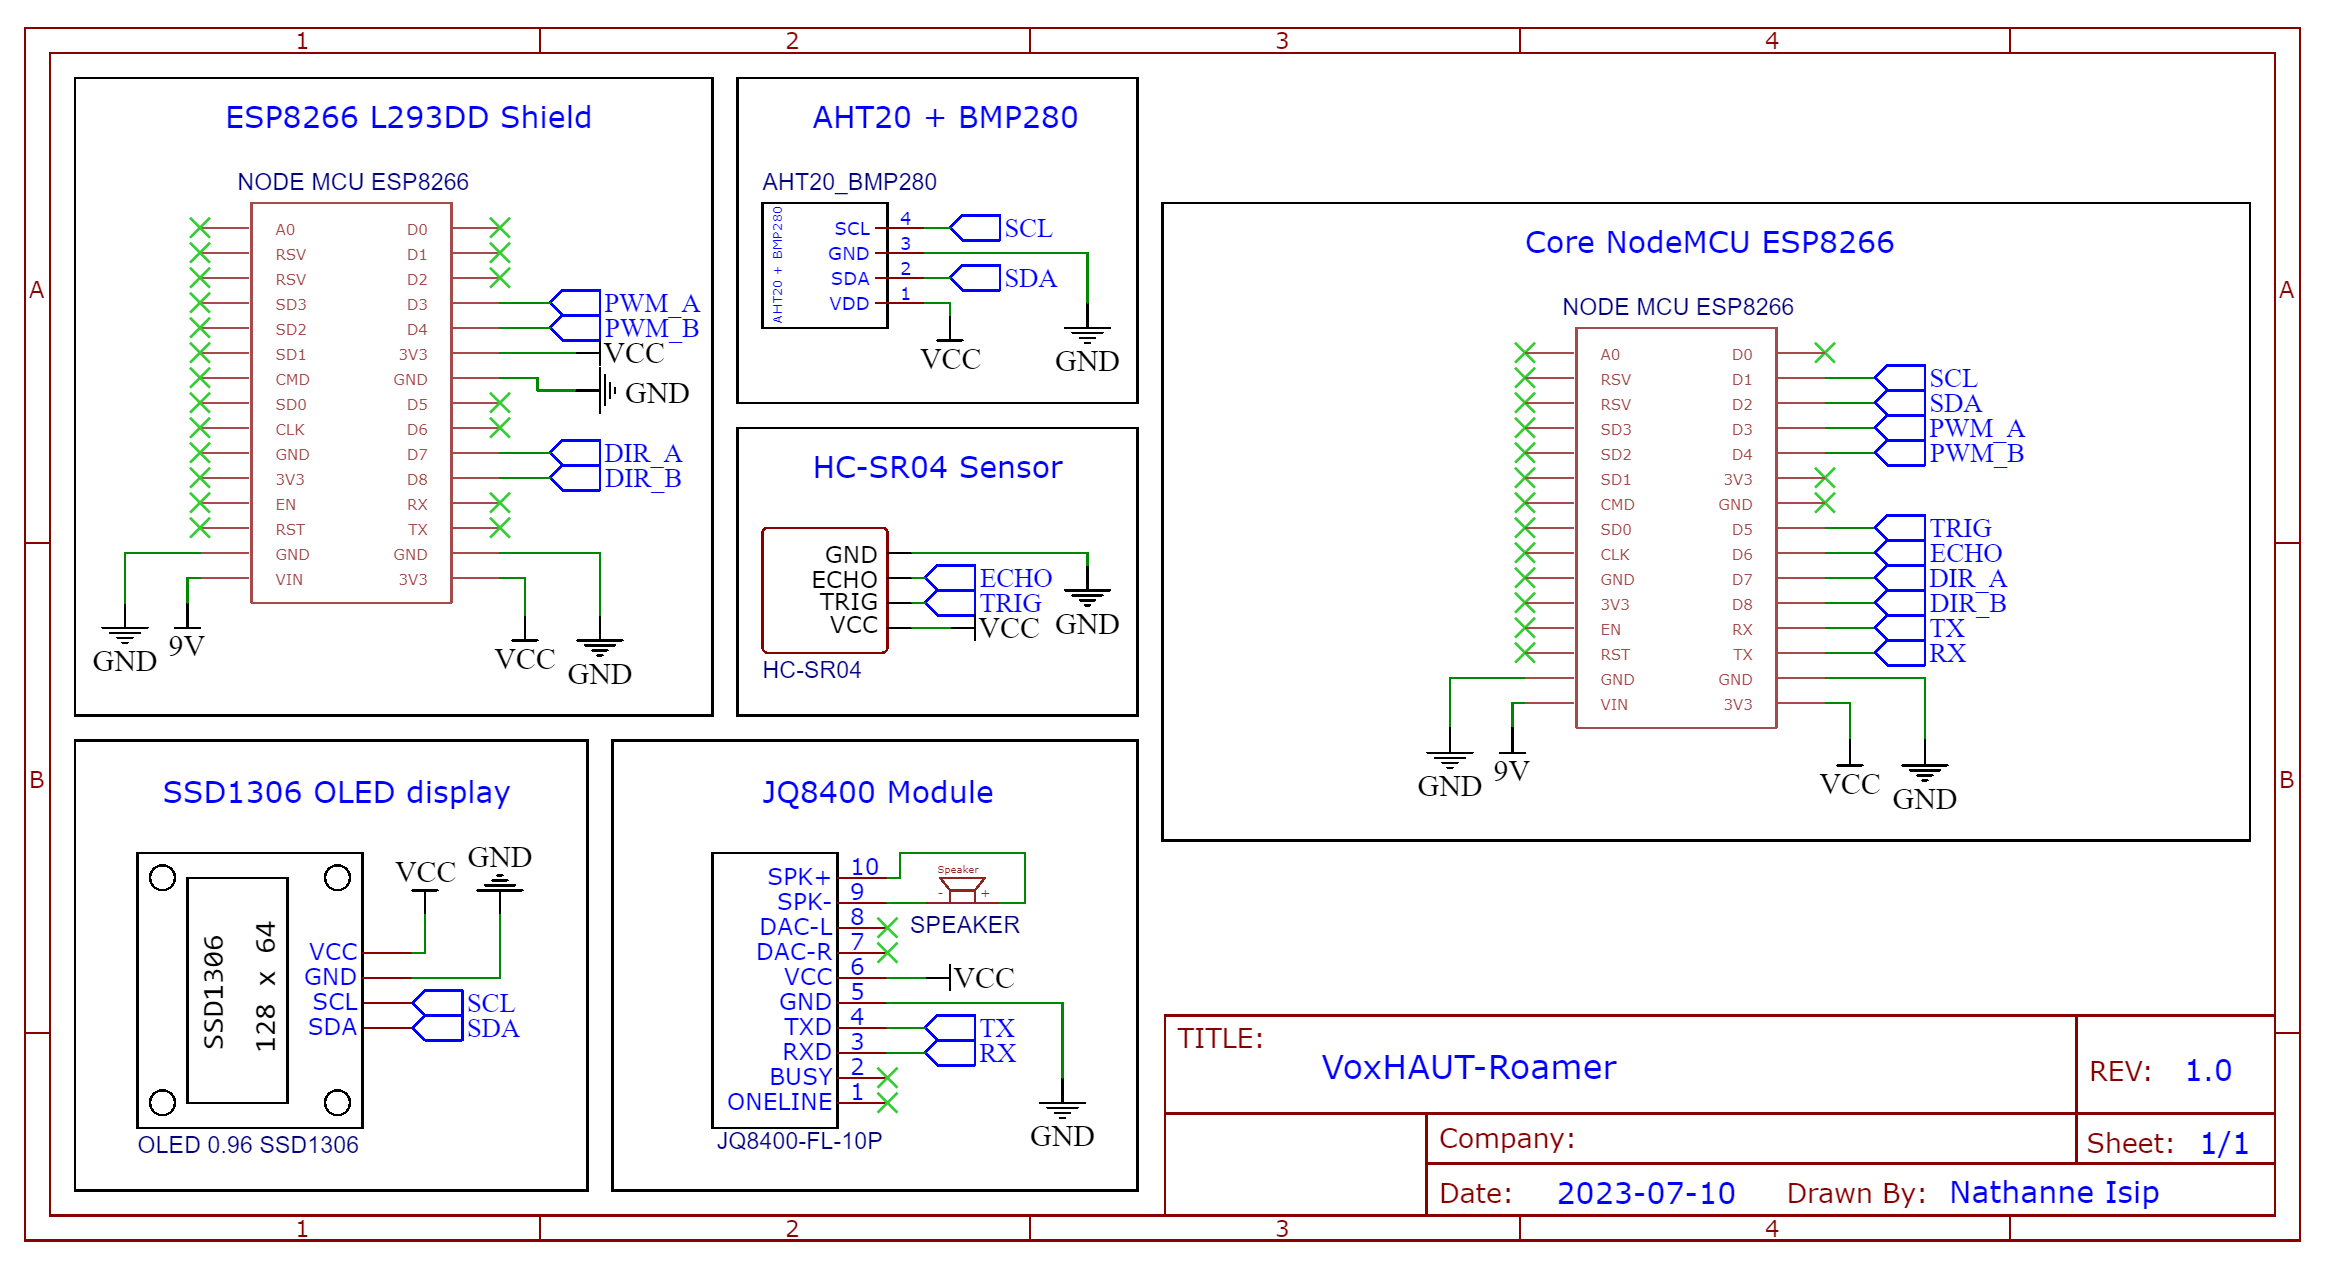 1 2 3 4
A
B
ESP8266 L293DD Shield
NODE MCU ESP8266
A0 D0
RSV D1
RSV D2
SD3 D3 PWM_A
SD2 D4 PWM_B
SD1 3V3 VCC
CMD GND GND
SD0 D5
CLK D6
GND D7 DIR_A
3V3 D8 DIR_B
EN RX
RST TX
GND GND
VIN 3V3
GND 9V VCC GND
AHT20 + BMP280
AHT20_BMP280
AHT20 + BMP280
SCL 4 SCL
GND 3
SDA 2 SDA
VDD 1
VCC GND
HC-SR04 Sensor
GND
ECHO ECHO
TRIG TRIG
VCC VCC GND
HC-SR04
Core NodeMCU ESP8266
NODE MCU ESP8266
A0 D0
RSV D1 SCL
RSV D2 SDA
SD3 D3 PWM_A
SD2 D4 PWM_B
SD1 3V3
CMD GND
SD0 D5 TRIG
CLK D6 ECHO
GND D7 DIR_A
3V3 D8 DIR_B
EN RX TX
RST TX RX
GND GND
VIN 3V3
GND 9V VCC GND
SSD1306 OLED display
VCC GND
SSD1306
128 x 64
VCC
GND
SCL SCL
SDA SDA
OLED 0.96 SSD1306
JQ8400 Module
SPK+ 10
SPK- 9
DAC-L 8
DAC-R 7
VCC 6 VCC
GND 5
TXD 4 TX
RXD 3 RX
BUSY 2
ONELINE 1
Speaker
- +
SPEAKER
GND
JQ8400-FL-10P
TITLE:
VoxHAUT-Roamer
REV: 1.0
Company:
Sheet: 1/1
Date: 2023-07-10 Drawn By: Nathanne Isip
A
B
1 2 3 4